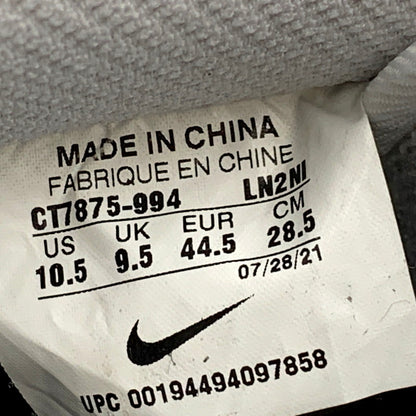 MADE IN CHINA
FABRIQUE EN CHINE
CT7875-994 LN2NI
US UK EUR CM
10.5 9.5 44.5 28.5
07/28/21
UPC 00194494097858